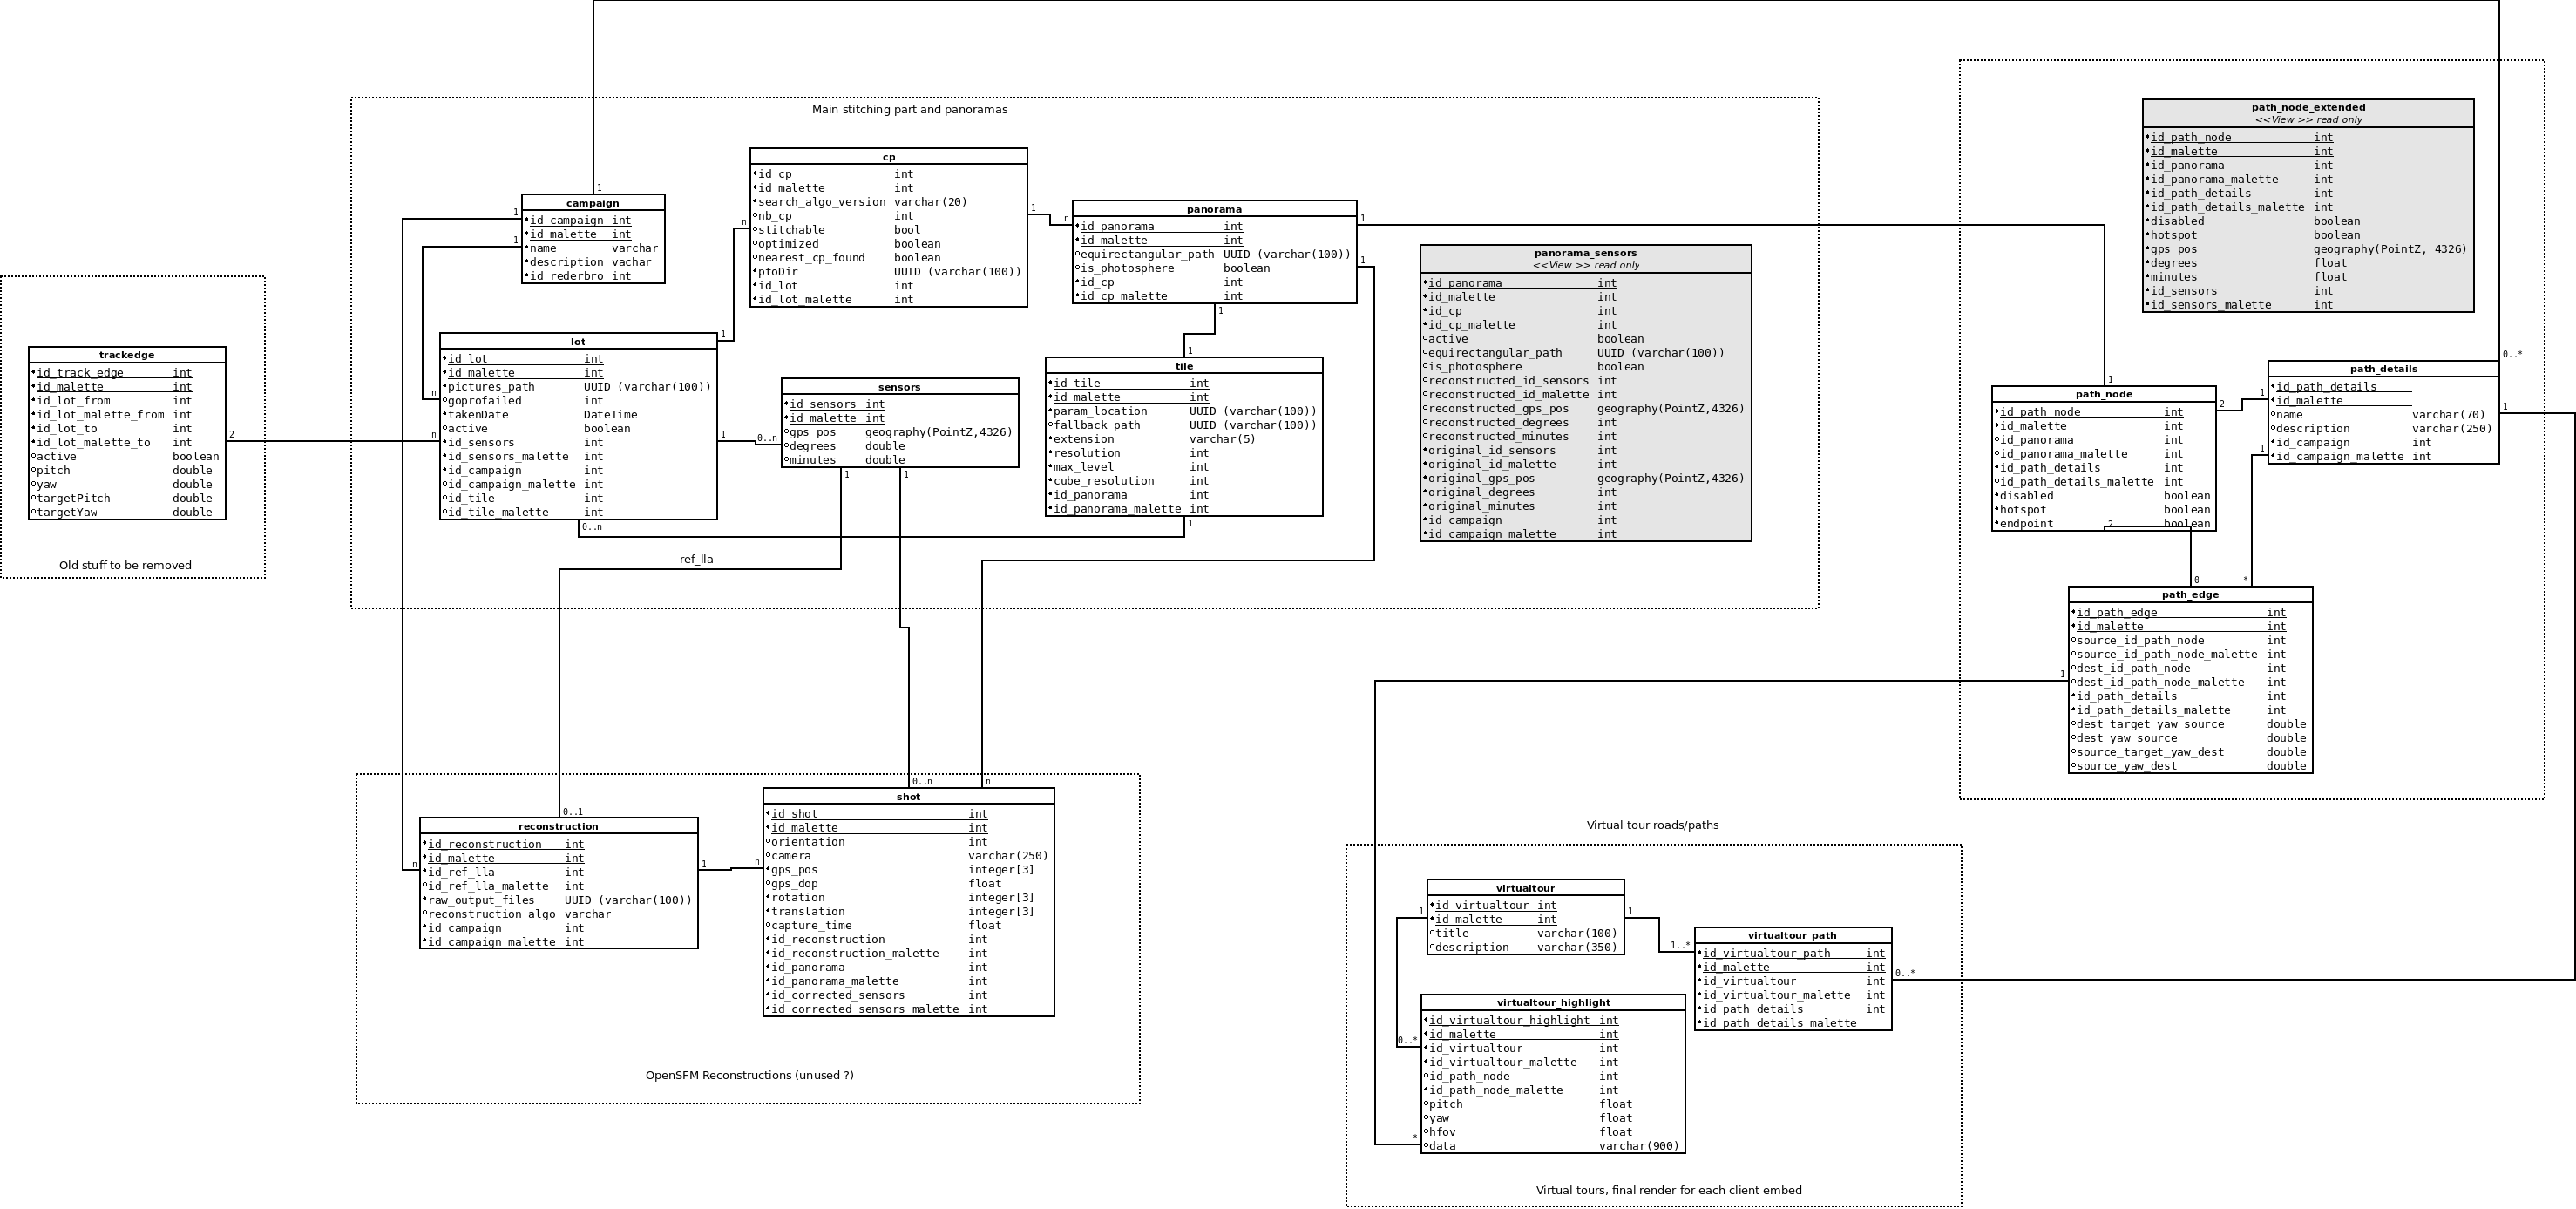 Main stitching part and panoramas
path_node_extended
<<View >> read only
id_path_node int
id_malette int
id_panorama int
id_panorama_malette int
id_path_details int
id_path_details_malette int
disabled boolean
hotspot boolean
gps_pos geography(PointZ, 4326)
degrees float
minutes float
id_sensors int
id_sensors_malette int
cp
id_cp int
id_malette int
search_algo_version varchar(20)
nb_cp int
stitchable bool
optimized boolean
nearest_cp_found boolean
ptoDir UUID (varchar(100))
id_lot int
id_lot_malette int
1
campaign
id_campaign int
id_malette int
name varchar
description vachar
id_rederbro int
1
1
n
1
n
panorama
id_panorama int
id_malette int
equirectangular_path UUID (varchar(100))
is_photosphere boolean
id_cp int
id_cp_malette int
1
1
1
panorama_sensors
<<View >> read only
id_panorama int
id_malette int
id_cp int
id_cp_malette int
active boolean
equirectangular_path UUID (varchar(100))
is_photosphere boolean
reconstructed_id_sensors int
reconstructed_id_malette int
reconstructed_gps_pos geography(PointZ,4326)
reconstructed_degrees int
reconstructed_minutes int
original_id_sensors int
original_id_malette int
original_gps_pos geography(PointZ,4326)
original_degrees int
original_minutes int
id_campaign int
id_campaign_malette int
trackedge
id_track_edge int
id_malette int
id_lot_from int
id_lot_malette_from int
id_lot_to int
id_lot_malette_to int
active boolean
pitch double
yaw double
targetPitch double
targetYaw double
2
Old stuff to be removed
lot
id_lot int
id_malette int
pictures_path UUID (varchar(100))
goprofailed int
takenDate DateTime
active boolean
id_sensors int
id_sensors_malette int
id_campaign int
id_campaign_malette int
id_tile int
id_tile_malette int
1
n
n
1
0..n
0..n
sensors
id_sensors int
id_malette int
gps_pos geography(PointZ,4326)
degrees double
minutes double
1
1
1
tile
id_tile int
id_malette int
param_location UUID (varchar(100))
fallback_path UUID (varchar(100))
extension varchar(5)
resolution int
max_level int
cube_resolution int
id_panorama int
id_panorama_malette int
1
ref_lla
0..*
path_details
id_path_details
id_malette
name varchar(70)
description varchar(250)
id_campaign int
id_campaign_malette int
1
1
1
1
path_node
id_path_node int
id_malette int
id_panorama int
id_panorama_malette int
id_path_details int
id_path_details_malette int
disabled boolean
hotspot boolean
endpoint boolean
2
2
0
*
path_edge
id_path_edge int
id_malette int
source_id_path_node int
source_id_path_node_malette int
dest_id_path_node int
dest_id_path_node_malette int
id_path_details int
id_path_details_malette int
dest_target_yaw_source double
dest_yaw_source double
source_target_yaw_dest double
source_yaw_dest double
1
0..1
reconstruction
id_reconstruction int
id_malette int
id_ref_lla int
id_ref_lla_malette int
raw_output_files UUID (varchar(100))
reconstruction_algo varchar
id_campaign int
id_campaign_malette int
n
1
n
0..n
n
shot
id_shot int
id_malette int
orientation int
camera varchar(250)
gps_pos integer[3]
gps_dop float
rotation integer[3]
translation integer[3]
capture_time float
id_reconstruction int
id_reconstruction_malette int
id_panorama int
id_panorama_malette int
id_corrected_sensors int
id_corrected_sensors_malette int
OpenSFM Reconstructions (unused ?)
Virtual tour roads/paths
virtualtour
id_virtualtour int
id_malette int
title varchar(100)
description varchar(350)
1
1
1..*
virtualtour_path
id_virtualtour_path int
id_malette int
id_virtualtour int
id_virtualtour_malette int
id_path_details int
id_path_details_malette
0..*
virtualtour_highlight
id_virtualtour_highlight int
id_malette int
id_virtualtour int
id_virtualtour_malette int
id_path_node int
id_path_node_malette int
pitch float
yaw float
hfov float
data varchar(900)
0..*
*
Virtual tours, final render for each client embed